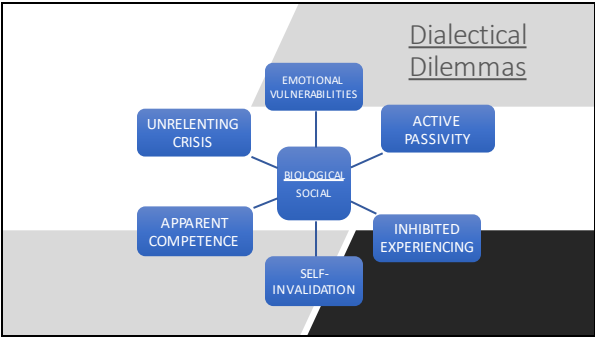 Dialectical
Dilemmas
EMOTIONAL
VULNERABILITIES
UNRELENTING
CRISIS
ACTIVE
PASSIVITY
BIOLOGICAL
SOCIAL
APPARENT
COMPETENCE
INHIBITED
EXPERIENCING
SELF-
INVALIDATION